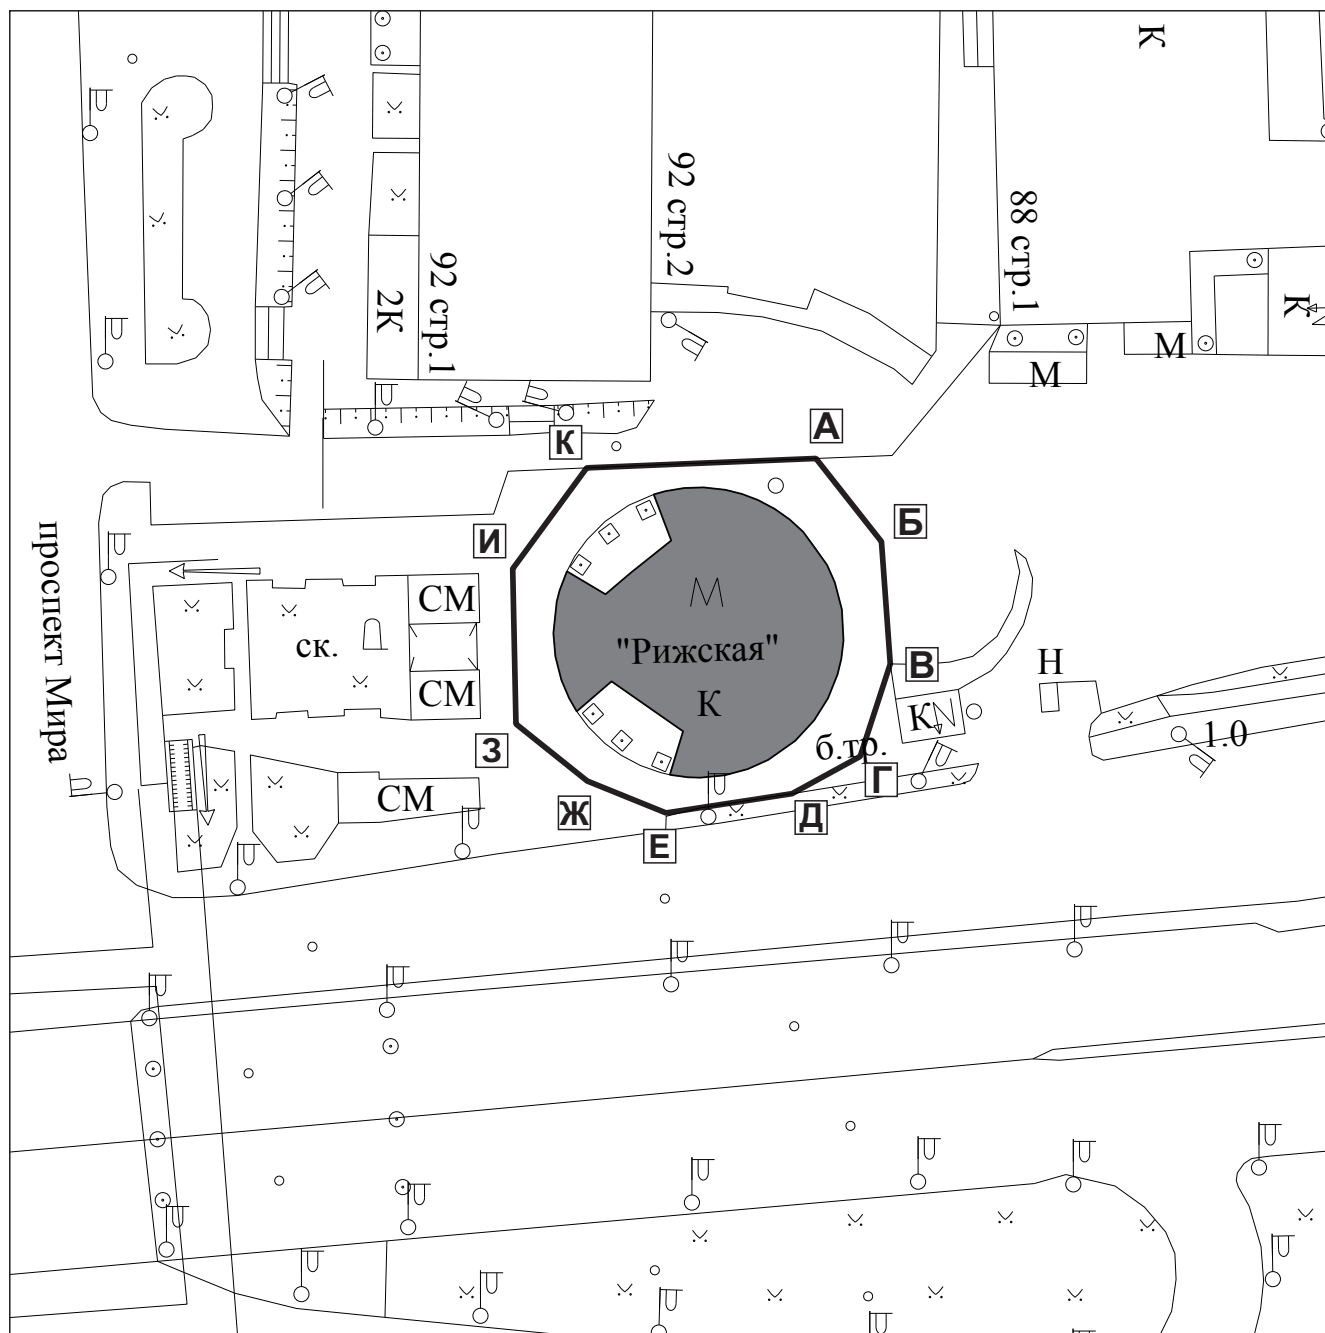 К
92 стр.2
88 стр.1
92 стр.1
2К
К
М
М
А
К
Б
И
проспект Мира
СМ
ск.
М
"Рижская"
К
СМ
В
Н
К
1.0
З
б.тр.
Г
СМ
Ж
Д
Е